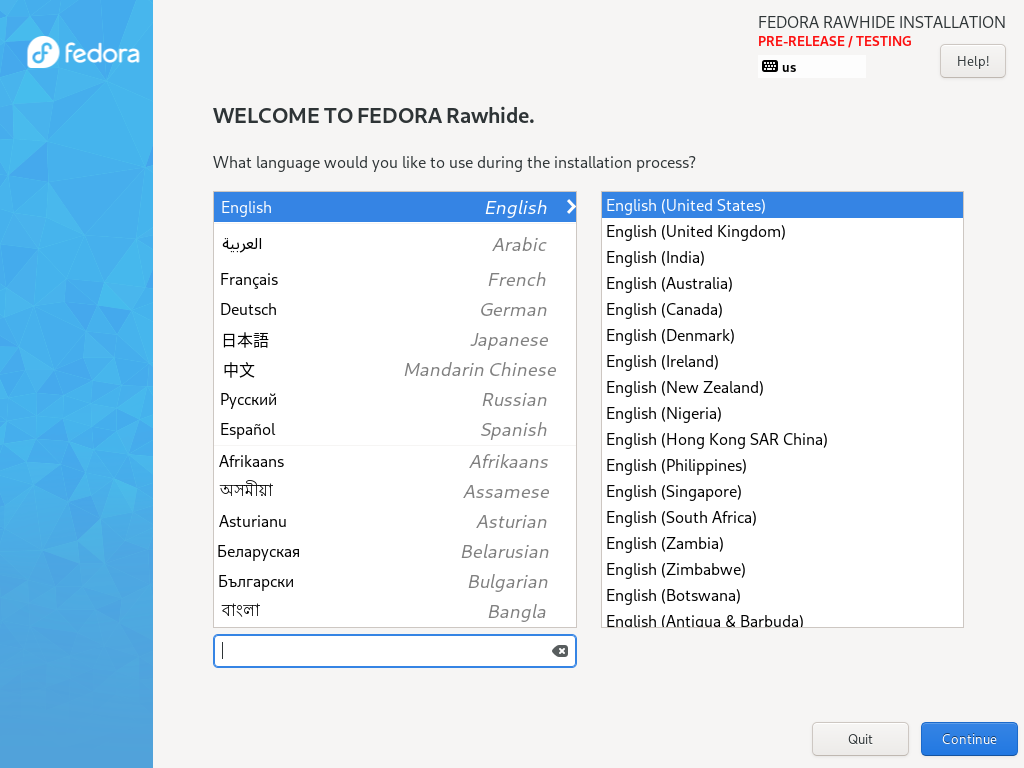 fedora
FEDORA RAWHIDE INSTALLATION
PRE-RELEASE / TESTING
us
Help!
WELCOME TO FEDORA Rawhide.
What language would you like to use during the installation process?
English English
العربية Arabic
Français French
Deutsch German
日本語 Japanese
中文 Mandarin Chinese
Русский Russian
Español Spanish
Afrikaans Afrikaans
অসমীয়া Assamese
Asturianu Asturian
Беларуская Belarusian
Български Bulgarian
বাংলা Bangla
English (United States)
English (United Kingdom)
English (India)
English (Australia)
English (Canada)
English (Denmark)
English (Ireland)
English (New Zealand)
English (Nigeria)
English (Hong Kong SAR China)
English (Philippines)
English (Singapore)
English (South Africa)
English (Zambia)
English (Zimbabwe)
English (Botswana)
English (Antigua & Barbuda)
Quit
Continue